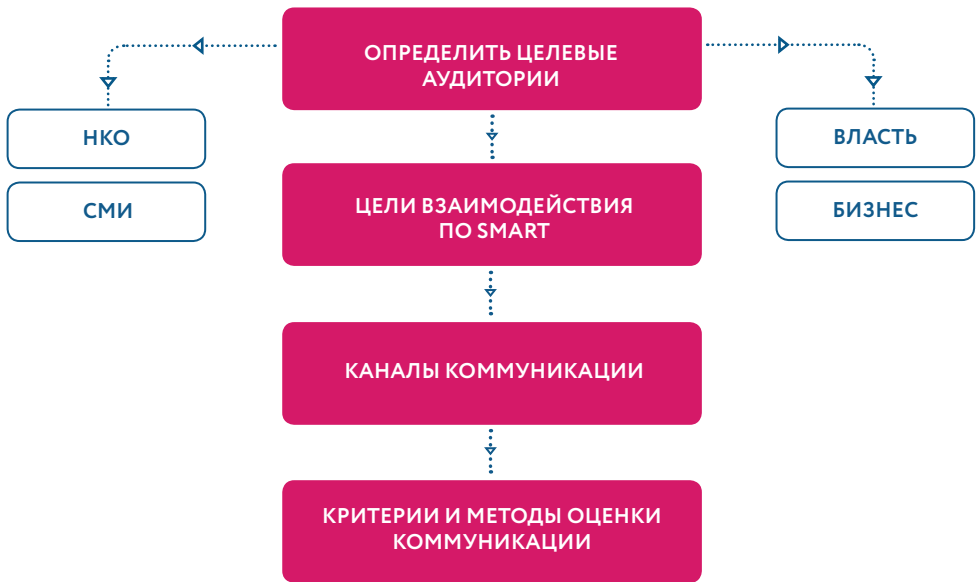 ОПРЕДЕЛИТЬ ЦЕЛЕВЫЕ
АУДИТОРИИ
НКО
СМИ
ВЛАСТЬ
БИЗНЕС
ЦЕЛИ ВЗАИМОДЕЙСТВИЯ
ПО SMART
КАНАЛЫ КОММУНИКАЦИИ
КРИТЕРИИ И МЕТОДЫ ОЦЕНКИ
КОММУНИКАЦИИ